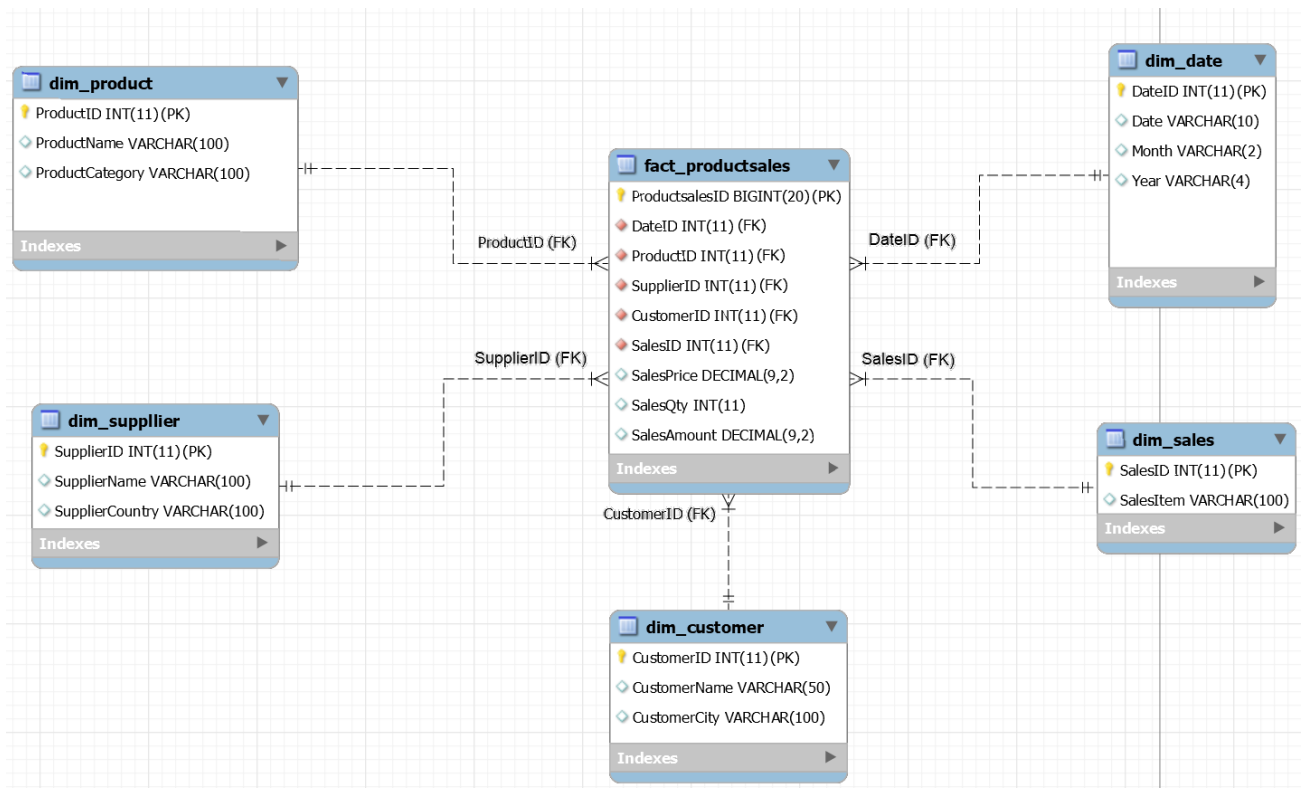 dim_product
ProductID INT(11)(PK)
ProductName VARCHAR(100)
ProductCategory VARCHAR(100)
Indexes
dim_date
DateID INT(11)(PK)
Date VARCHAR(10)
Month VARCHAR(2)
Year VARCHAR(4)
Indexes
fact_productsales
ProductsalesID BIGINT(20)(PK)
DateID INT(11) (FK)
ProductID INT(11)(FK)
SupplierID INT(11)(FK)
CustomerID INT(11)(FK)
SalesID INT(11)(FK)
SalesPrice DECIMAL(9,2)
SalesQty INT(11)
SalesAmount DECIMAL(9,2)
Indexes
ProductID (FK)
DateID (FK)
SupplierID (FK)
SalesID (FK)
CustomerID (FK)
dim_suppllier
SupplierID INT(11)(PK)
SupplierName VARCHAR(100)
SupplierCountry VARCHAR(100)
Indexes
dim_sales
SalesID INT(11)(PK)
SalesItem VARCHAR(100)
Indexes
dim_customer
CustomerID INT(11)(PK)
CustomerName VARCHAR(50)
CustomerCity VARCHAR(100)
Indexes